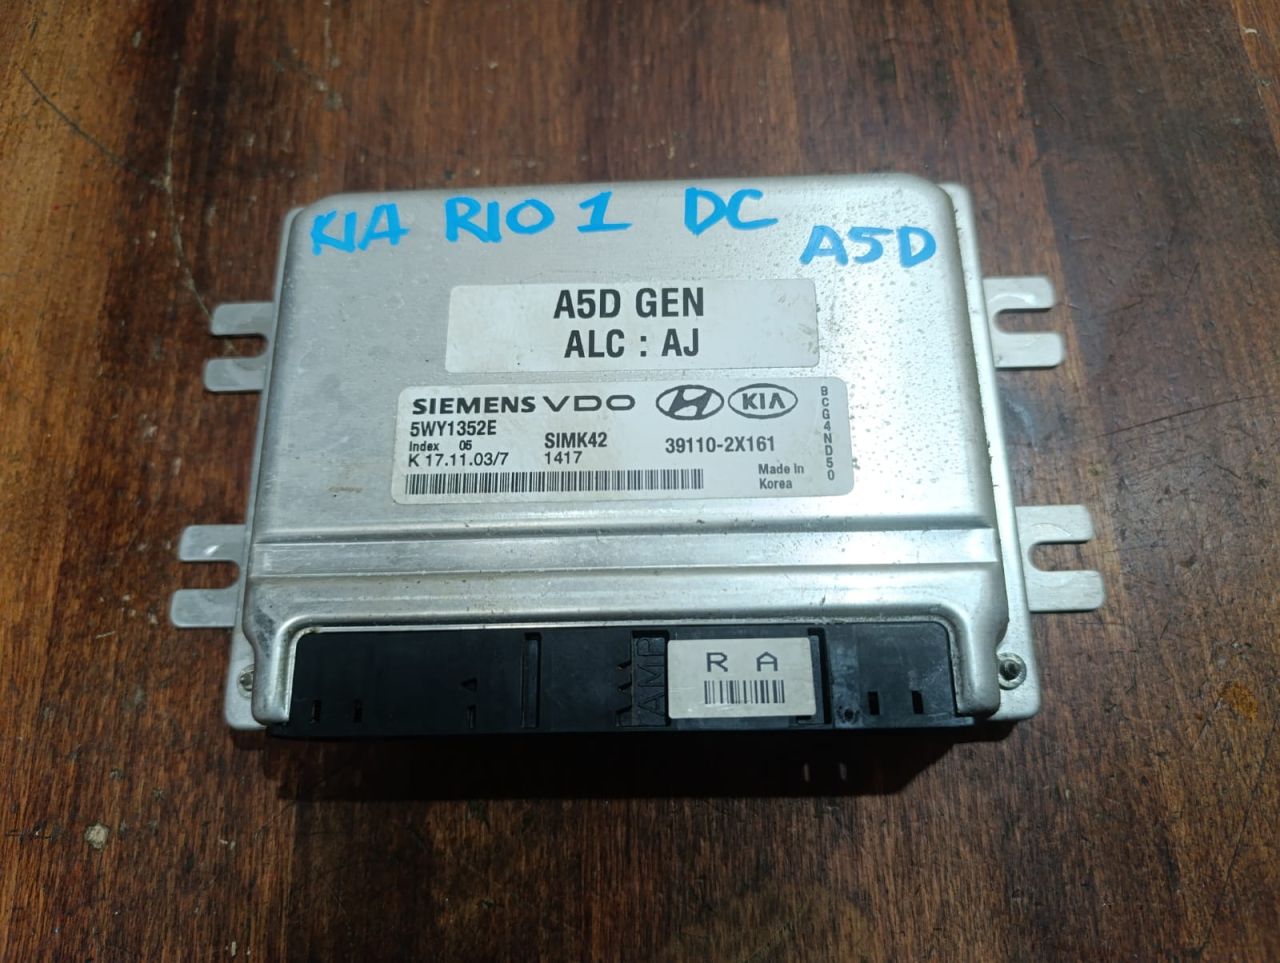 KIA RIO 1 DC A5D
A5D GEN
ALC : AJ
SIEMENS VDO KIA
5WY1352E
Index 05 SIMK42 39110-2X161
K 17.11.03/7 1417
Made in
Korea
BCG4ND50
AMP
R A